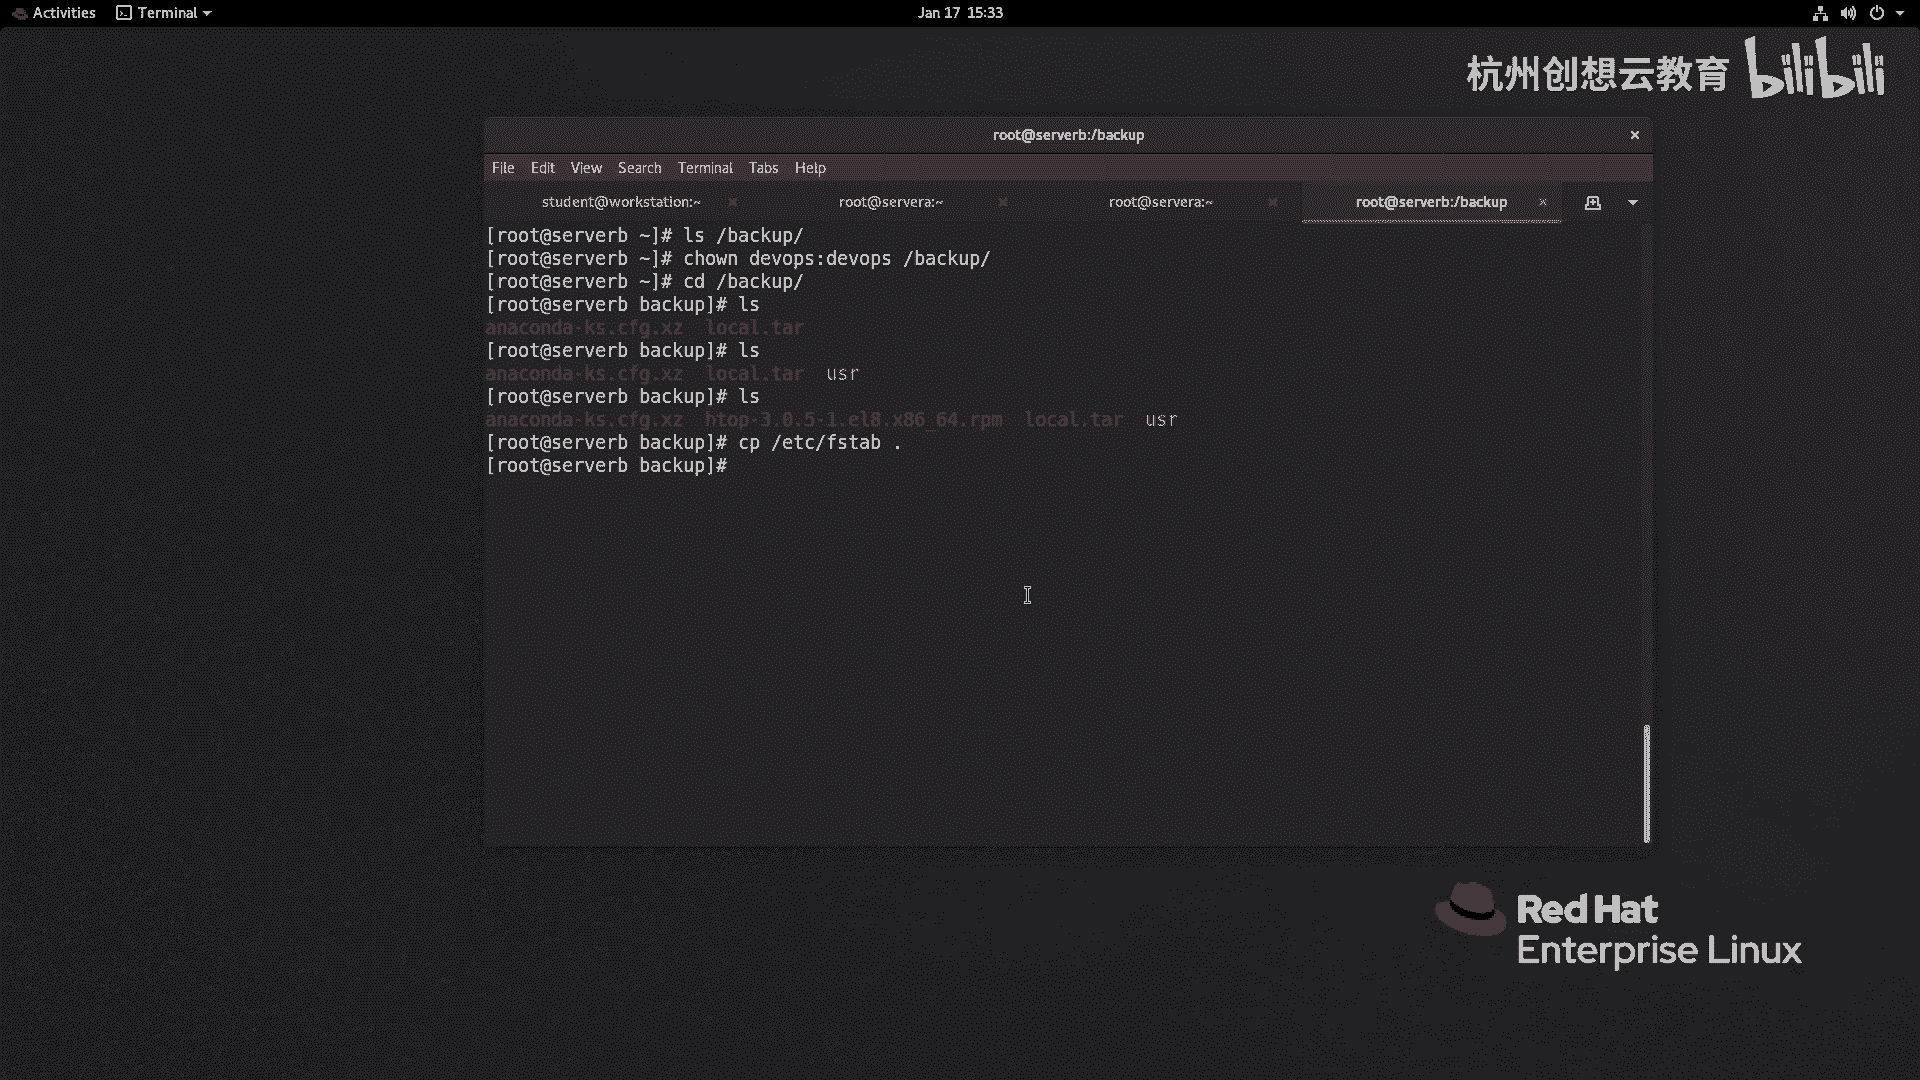 Activities Terminal Jan 17 15:33
杭州创想云教育 bilibili
root@serverb:/backup
File Edit View Search Terminal Tabs Help
student@workstation:~ root@servera:~ root@servera:~ root@serverb:/backup
[root@serverb ~]# ls /backup/
[root@serverb ~]# chown devops:devops /backup/
[root@serverb ~]# cd /backup/
[root@serverb backup]# ls
anaconda-ks.cfg.xz local.tar
[root@serverb backup]# ls
anaconda-ks.cfg.xz local.tar usr
[root@serverb backup]# ls
anaconda-ks.cfg.xz htop-3.0.5-1.el8.x86_64.rpm local.tar usr
[root@serverb backup]# cp /etc/fstab .
[root@serverb backup]#
Red Hat
Enterprise Linux